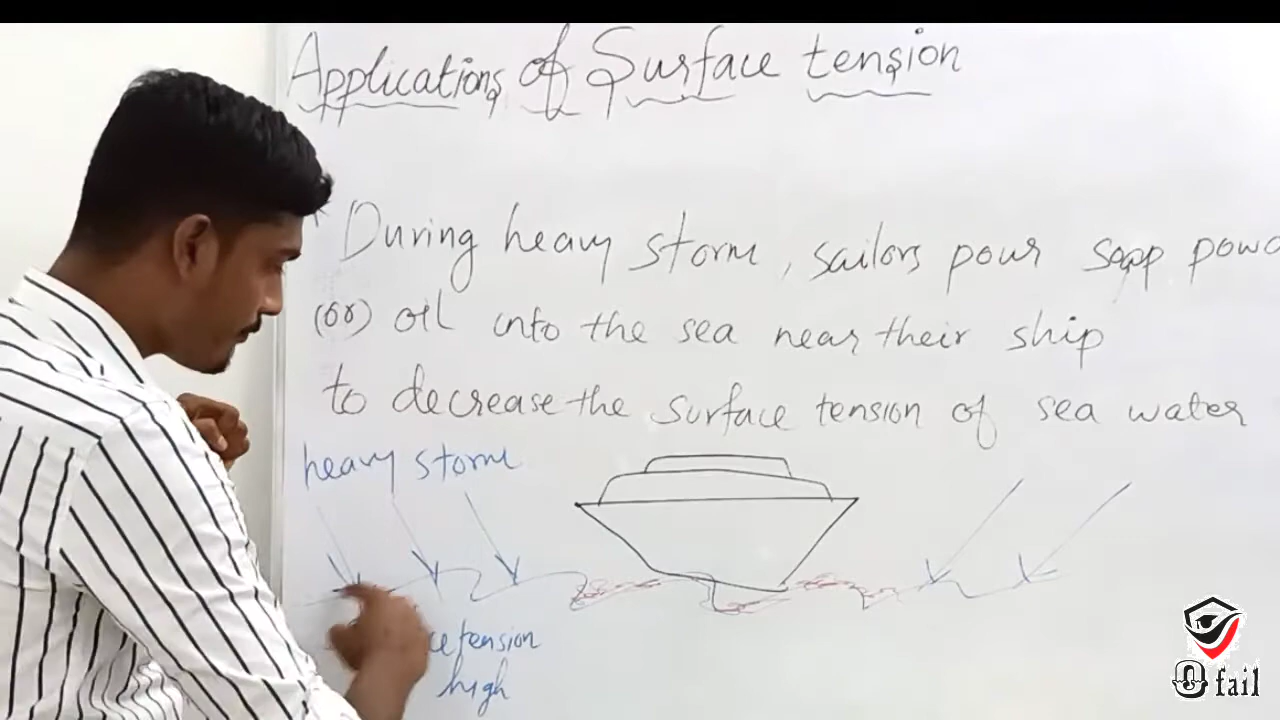 Applications of Surface tension
* During heavy storm, sailors pour soap
(or) oil into the sea near their ship
to decrease the surface tension of sea water
heavy storm
tension
high
0 fail